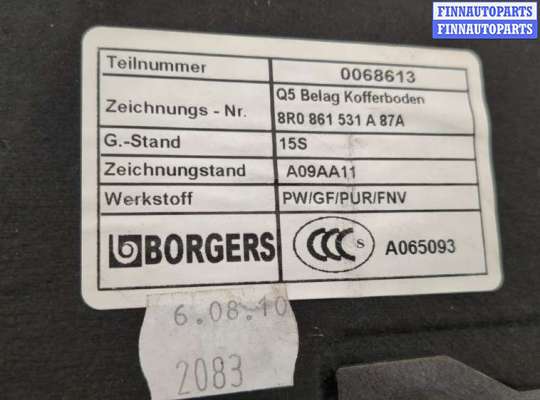 FINNAUTOPARTS
FINNAUTOPARTS
FINNAUTOPARTS
Teilnummer 0068613
Zeichnungs - Nr. Q5 Belag Kofferboden
8R0 861 531 A 87A
G.-Stand 15S
Zeichnungstand A09AA11
Werkstoff PW/GF/PUR/FNV
BORGERS CCC S A065093
6.08.10
2083